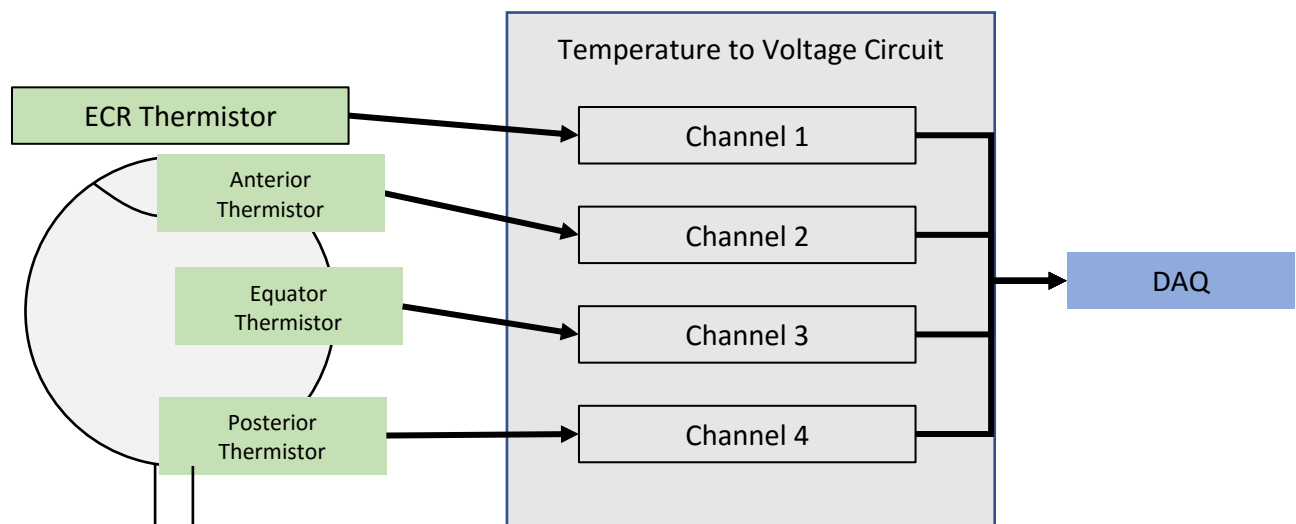 Temperature to Voltage Circuit
ECR Thermistor
Channel 1
Anterior
Thermistor
Channel 2
Equator
Thermistor
Channel 3
DAQ
Posterior
Thermistor
Channel 4